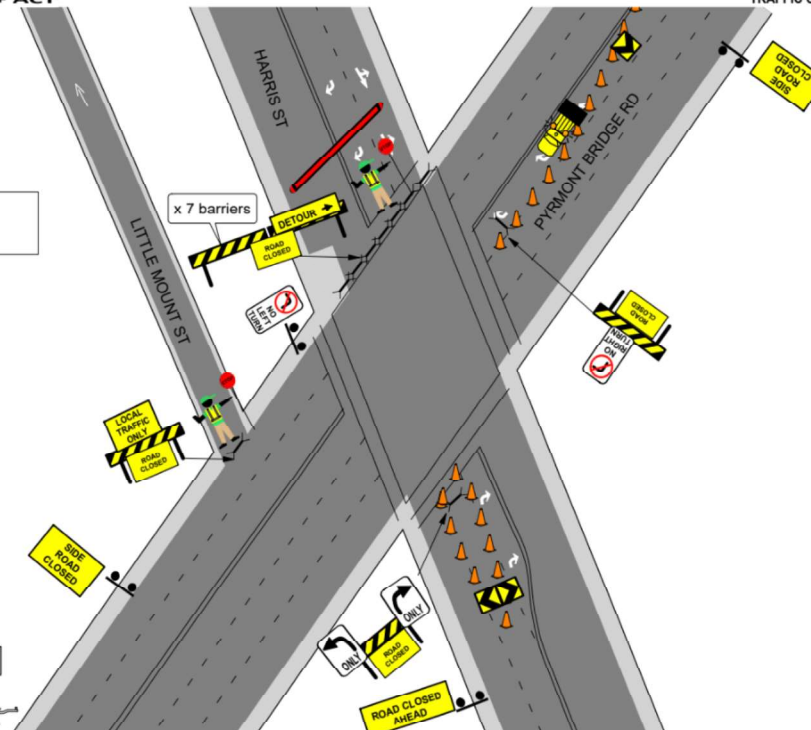 ACT
HARRIS ST
SIDE
ROAD
CLOSED
PYRMONT BRIDGE RD
x 7 barriers
DETOUR
ROAD
CLOSED
LITTLE MOUNT ST
NO
LEFT
TURN
ROAD
CLOSED
NO
RIGHT
TURN
LOCAL
TRAFFIC
ONLY
ROAD
CLOSED
SIDE
ROAD
CLOSED
ONLY
ONLY
ROAD
CLOSED
ROAD CLOSED
AHEAD